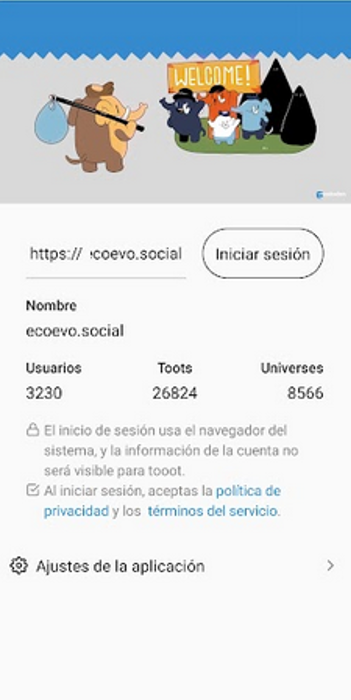 WELCOME!
https:// ecoevo.social
Iniciar sesión
Nombre
ecoevo.social
Usuarios Toots Universes
3230 26824 8566
El inicio de sesión usa el navegador del
sistema, y la información de la cuenta no
será visible para tooot.
Al iniciar sesión, aceptas la política de
privacidad y los términos del servicio.
Ajustes de la aplicación